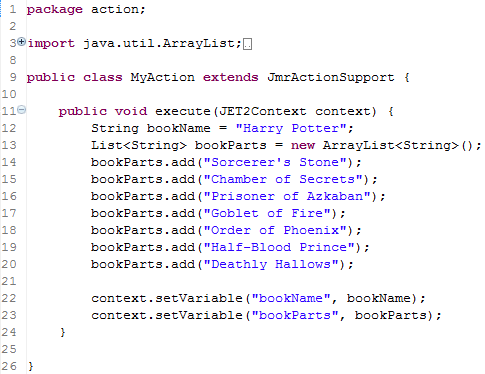 1 package action;
2
3 import java.util.ArrayList;
8
9 public class MyAction extends JmrActionSupport {
10
11     public void execute(JET2Context context) {
12         String bookName = "Harry Potter";
13         List<String> bookParts = new ArrayList<String>();
14         bookParts.add("Sorcerer's Stone");
15         bookParts.add("Chamber of Secrets");
16         bookParts.add("Prisoner of Azkaban");
17         bookParts.add("Goblet of Fire");
18         bookParts.add("Order of Phoenix");
19         bookParts.add("Half-Blood Prince");
20         bookParts.add("Deathly Hallows");
21
22         context.setVariable("bookName", bookName);
23         context.setVariable("bookParts", bookParts);
24     }
25
26 }